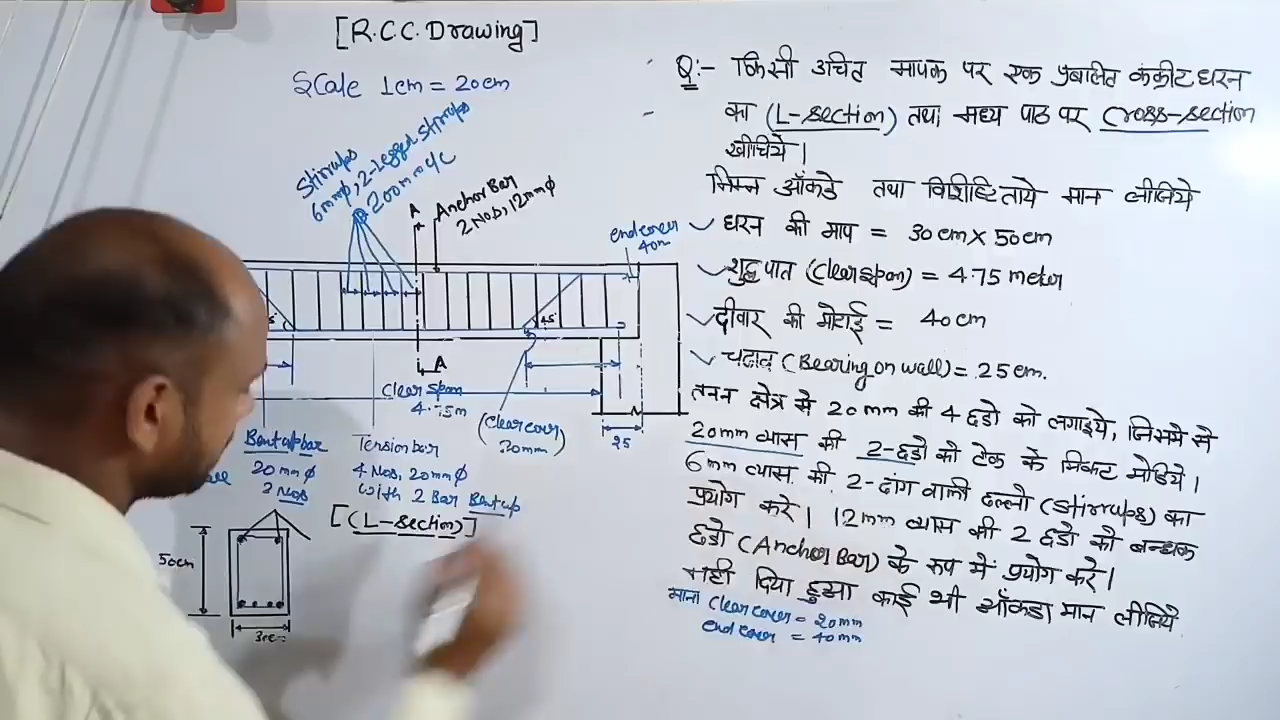 [R.C.C. Drawing]
Scale 1cm = 20cm
Stirrups
6mmφ, 2-Legged Stirrups
200mm c/c
A
Anchor Bar
2 Nos, 12mmφ
end cover
45°
A
Clear span
4.75m
(Clear cover
20mm)
25
Bent up bar
20mmφ
2 Nos
Tension bar
4 Nos, 20mmφ
with 2 Bar Bent up
[(L-section)]
50cm
30cm
Q:- किसी उचित मापक पर एक प्रबलित कंक्रीट धरन
का (L-section) तथा मध्य पाठ पर Cross-section
खीचिये।
निम्न आँकडे तथा विशिष्टिताये मान लीजिये
✓ धरन की माप = 30cm × 50cm
✓ शुद्ध पात (Clear span) = 4.75 meter
✓ दीवार की मोटाई = 40cm
✓ चढाव (Bearing on wall) = 25cm.
तनन क्षेत्र मे 20mm की 4 छडो को लगाइये, जिसमे से
20mm व्यास की 2-छडो को टेक के निकट मोडिये।
6mm व्यास की 2-टांग वाली छल्लो (Stirrups) का
प्रयोग करे। 12mm व्यास की 2 छडो को बन्धक
छडो (Anchor Bar) के रूप में प्रयोग करे।
नही दिया हुआ कोई भी आँकडा मान लीजिये
माना Clear cover = 20mm
end cover = 40mm